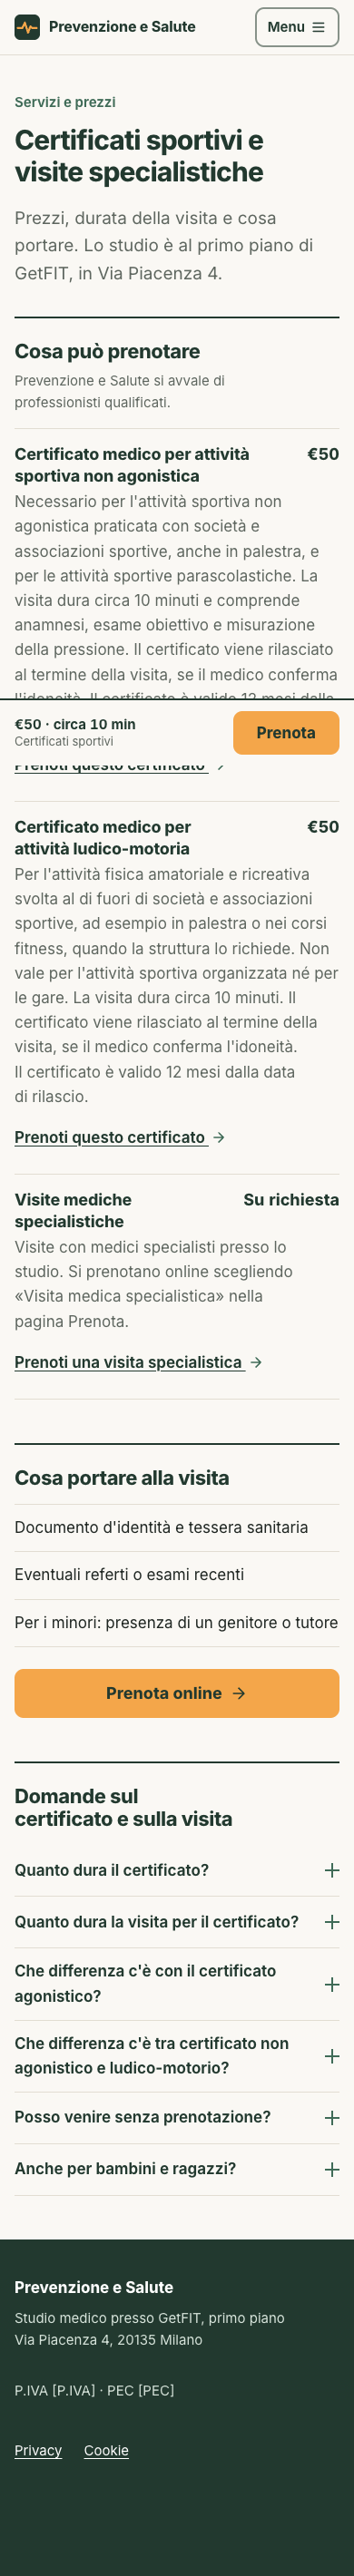 Prevenzione e Salute
Menu
Servizi e prezzi
Certificati sportivi e
visite specialistiche
Prezzi, durata della visita e cosa
portare. Lo studio è al primo piano di
GetFIT, in Via Piacenza 4.
Cosa può prenotare
Prevenzione e Salute si avvale di
professionisti qualificati.
Certificato medico per attività
sportiva non agonistica
€50
Necessario per l'attività sportiva non
agonistica praticata con società e
associazioni sportive, anche in palestra, e
per le attività sportive parascolastiche. La
visita dura circa 10 minuti e comprende
anamnesi, esame obiettivo e misurazione
della pressione. Il certificato viene rilasciato
al termine della visita, se il medico conferma
l'idoneità. Il certificato è valido 12 mesi dalla
€50 · circa 10 min
Certificati sportivi
Prenota
Prenoti questo certificato
Certificato medico per
attività ludico-motoria
€50
Per l'attività fisica amatoriale e ricreativa
svolta al di fuori di società e associazioni
sportive, ad esempio in palestra o nei corsi
fitness, quando la struttura lo richiede. Non
vale per l'attività sportiva organizzata né per
le gare. La visita dura circa 10 minuti. Il
certificato viene rilasciato al termine della
visita, se il medico conferma l'idoneità.
Il certificato è valido 12 mesi dalla data
di rilascio.
Prenoti questo certificato
Visite mediche
specialistiche
Su richiesta
Visite con medici specialisti presso lo
studio. Si prenotano online scegliendo
«Visita medica specialistica» nella
pagina Prenota.
Prenoti una visita specialistica
Cosa portare alla visita
Documento d'identità e tessera sanitaria
Eventuali referti o esami recenti
Per i minori: presenza di un genitore o tutore
Prenota online
Domande sul
certificato e sulla visita
Quanto dura il certificato?
Quanto dura la visita per il certificato?
Che differenza c'è con il certificato
agonistico?
Che differenza c'è tra certificato non
agonistico e ludico-motorio?
Posso venire senza prenotazione?
Anche per bambini e ragazzi?
Prevenzione e Salute
Studio medico presso GetFIT, primo piano
Via Piacenza 4, 20135 Milano
P.IVA [P.IVA] · PEC [PEC]
Privacy
Cookie